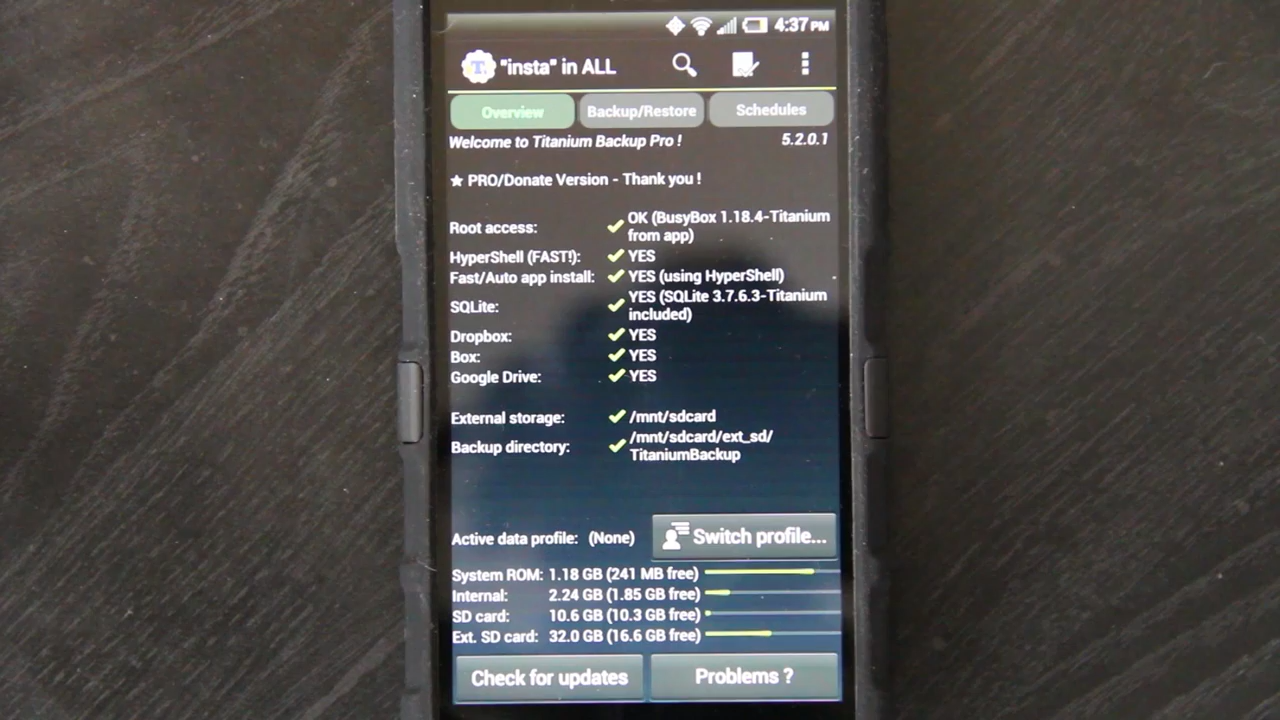 4:37 PM
"insta" in ALL
Overview Backup/Restore Schedules
Welcome to Titanium Backup Pro ! 5.2.0.1
★ PRO/Donate Version - Thank you !
Root access: ✓ OK (BusyBox 1.18.4-Titanium
from app)
HyperShell (FAST!): ✓ YES
Fast/Auto app install: ✓ YES (using HyperShell)
SQLite: ✓ YES (SQLite 3.7.6.3-Titanium
included)
Dropbox: ✓ YES
Box: ✓ YES
Google Drive: ✓ YES
External storage: ✓ /mnt/sdcard
Backup directory: ✓ /mnt/sdcard/ext_sd/
TitaniumBackup
Active data profile: (None) Switch profile...
System ROM: 1.18 GB (241 MB free)
Internal: 2.24 GB (1.85 GB free)
SD card: 10.6 GB (10.3 GB free)
Ext. SD card: 32.0 GB (16.6 GB free)
Check for updates Problems ?